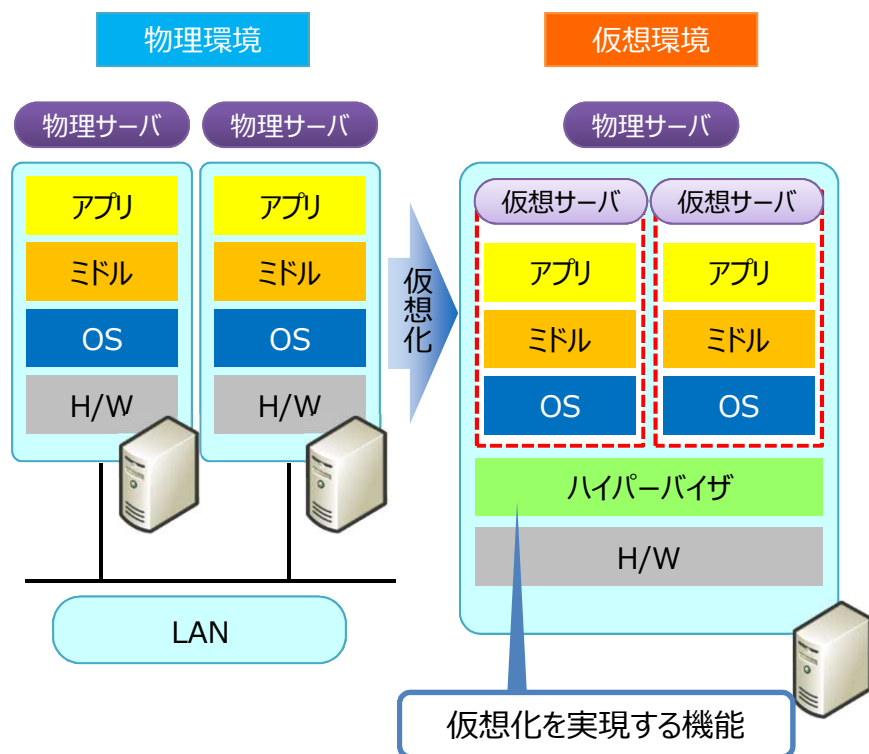 物理環境
物理サーバ
物理サーバ
アプリ
アプリ
ミドル
ミドル
OS
OS
H/W
H/W
LAN
仮想化
仮想環境
物理サーバ
仮想サーバ
仮想サーバ
アプリ
アプリ
ミドル
ミドル
OS
OS
ハイパーバイザ
H/W
仮想化を実現する機能